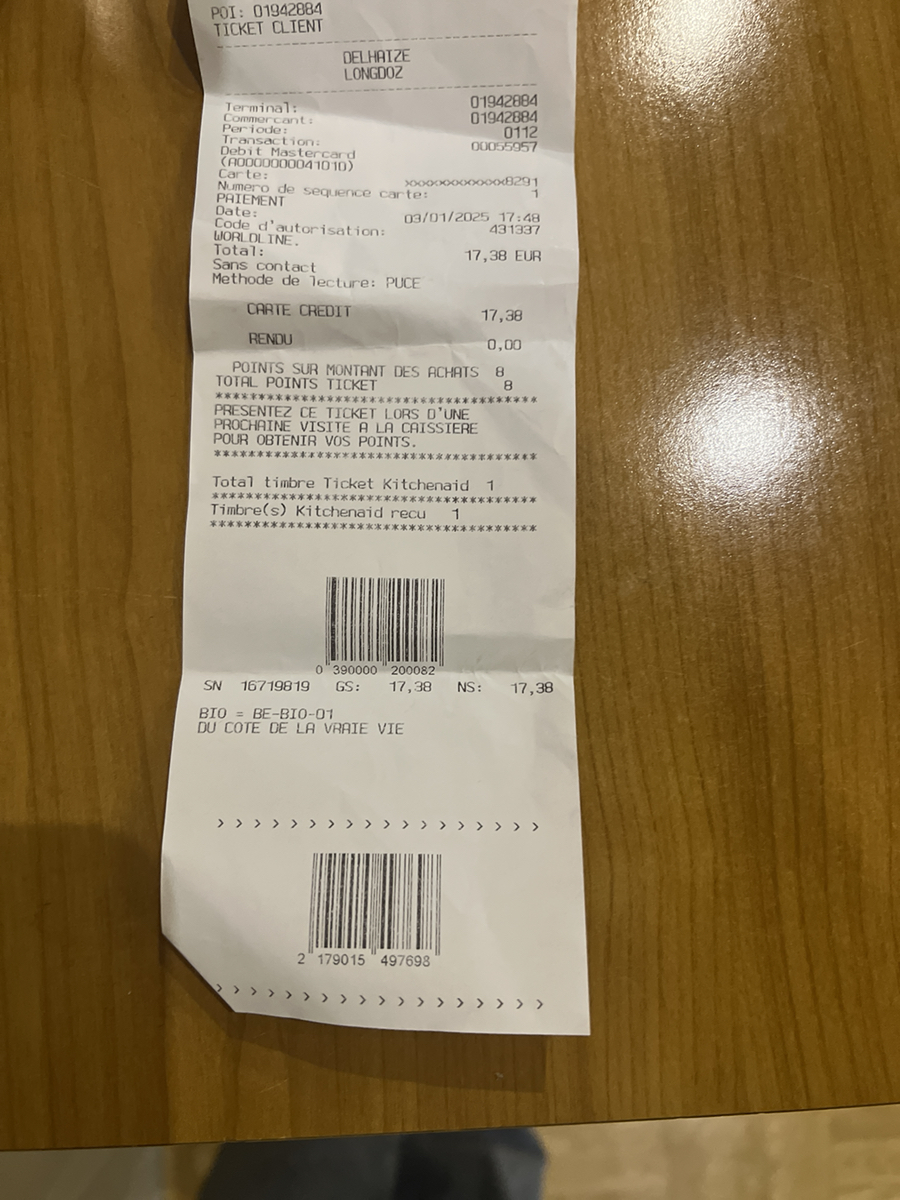 POI: 01942884
TICKET CLIENT
DELHAIZE
LONGDOZ
Terminal: 01942884
Commercant: 01942884
Periode: 0112
Transaction: 00055957
Debit Mastercard
(A0000000041010)
Carte: xxxxxxxxxxxx8291
Numero de sequence carte: 1
PAIEMENT
Date: 03/01/2025 17:48
Code d'autorisation: 431337
WORLDLINE.
Total: 17,38 EUR
Sans contact
Methode de lecture: PUCE
CARTE CREDIT 17,38
RENDU 0,00
POINTS SUR MONTANT DES ACHATS 8
TOTAL POINTS TICKET 8
*************************************
PRESENTEZ CE TICKET LORS D'UNE
PROCHAINE VISITE A LA CAISSIERE
POUR OBTENIR VOS POINTS.
*************************************
Total timbre Ticket Kitchenaid 1
*************************************
Timbre(s) Kitchenaid recu 1
*************************************
0 390000 200082
SN 16719819 GS: 17,38 NS: 17,38
BIO = BE-BIO-01
DU COTE DE LA VRAIE VIE
> > > > > > > > > > > > > > > > > >
2 179015 497698
> > > > > > > > > > > > > > > > > > >